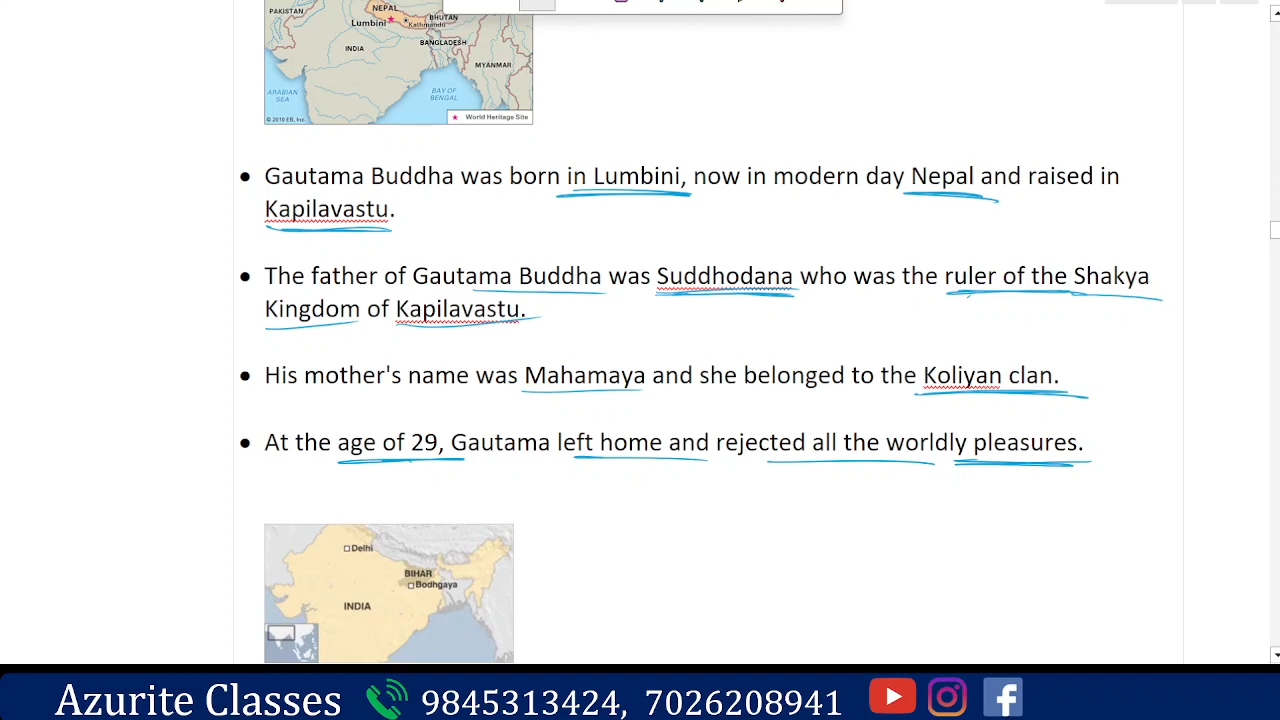 PAKISTAN
NEPAL
BHUTAN
Lumbini
Kathmandu
INDIA
BANGLADESH
MYANMAR
ARABIAN
SEA
BAY OF
BENGAL
© 2010 EB, Inc.
World Heritage Site
• Gautama Buddha was born in Lumbini, now in modern day Nepal and raised in
Kapilavastu.
• The father of Gautama Buddha was Suddhodana who was the ruler of the Shakya
Kingdom of Kapilavastu.
• His mother's name was Mahamaya and she belonged to the Koliyan clan.
• At the age of 29, Gautama left home and rejected all the worldly pleasures.
Delhi
BIHAR
Bodhgaya
INDIA
Azurite Classes 9845313424, 7026208941